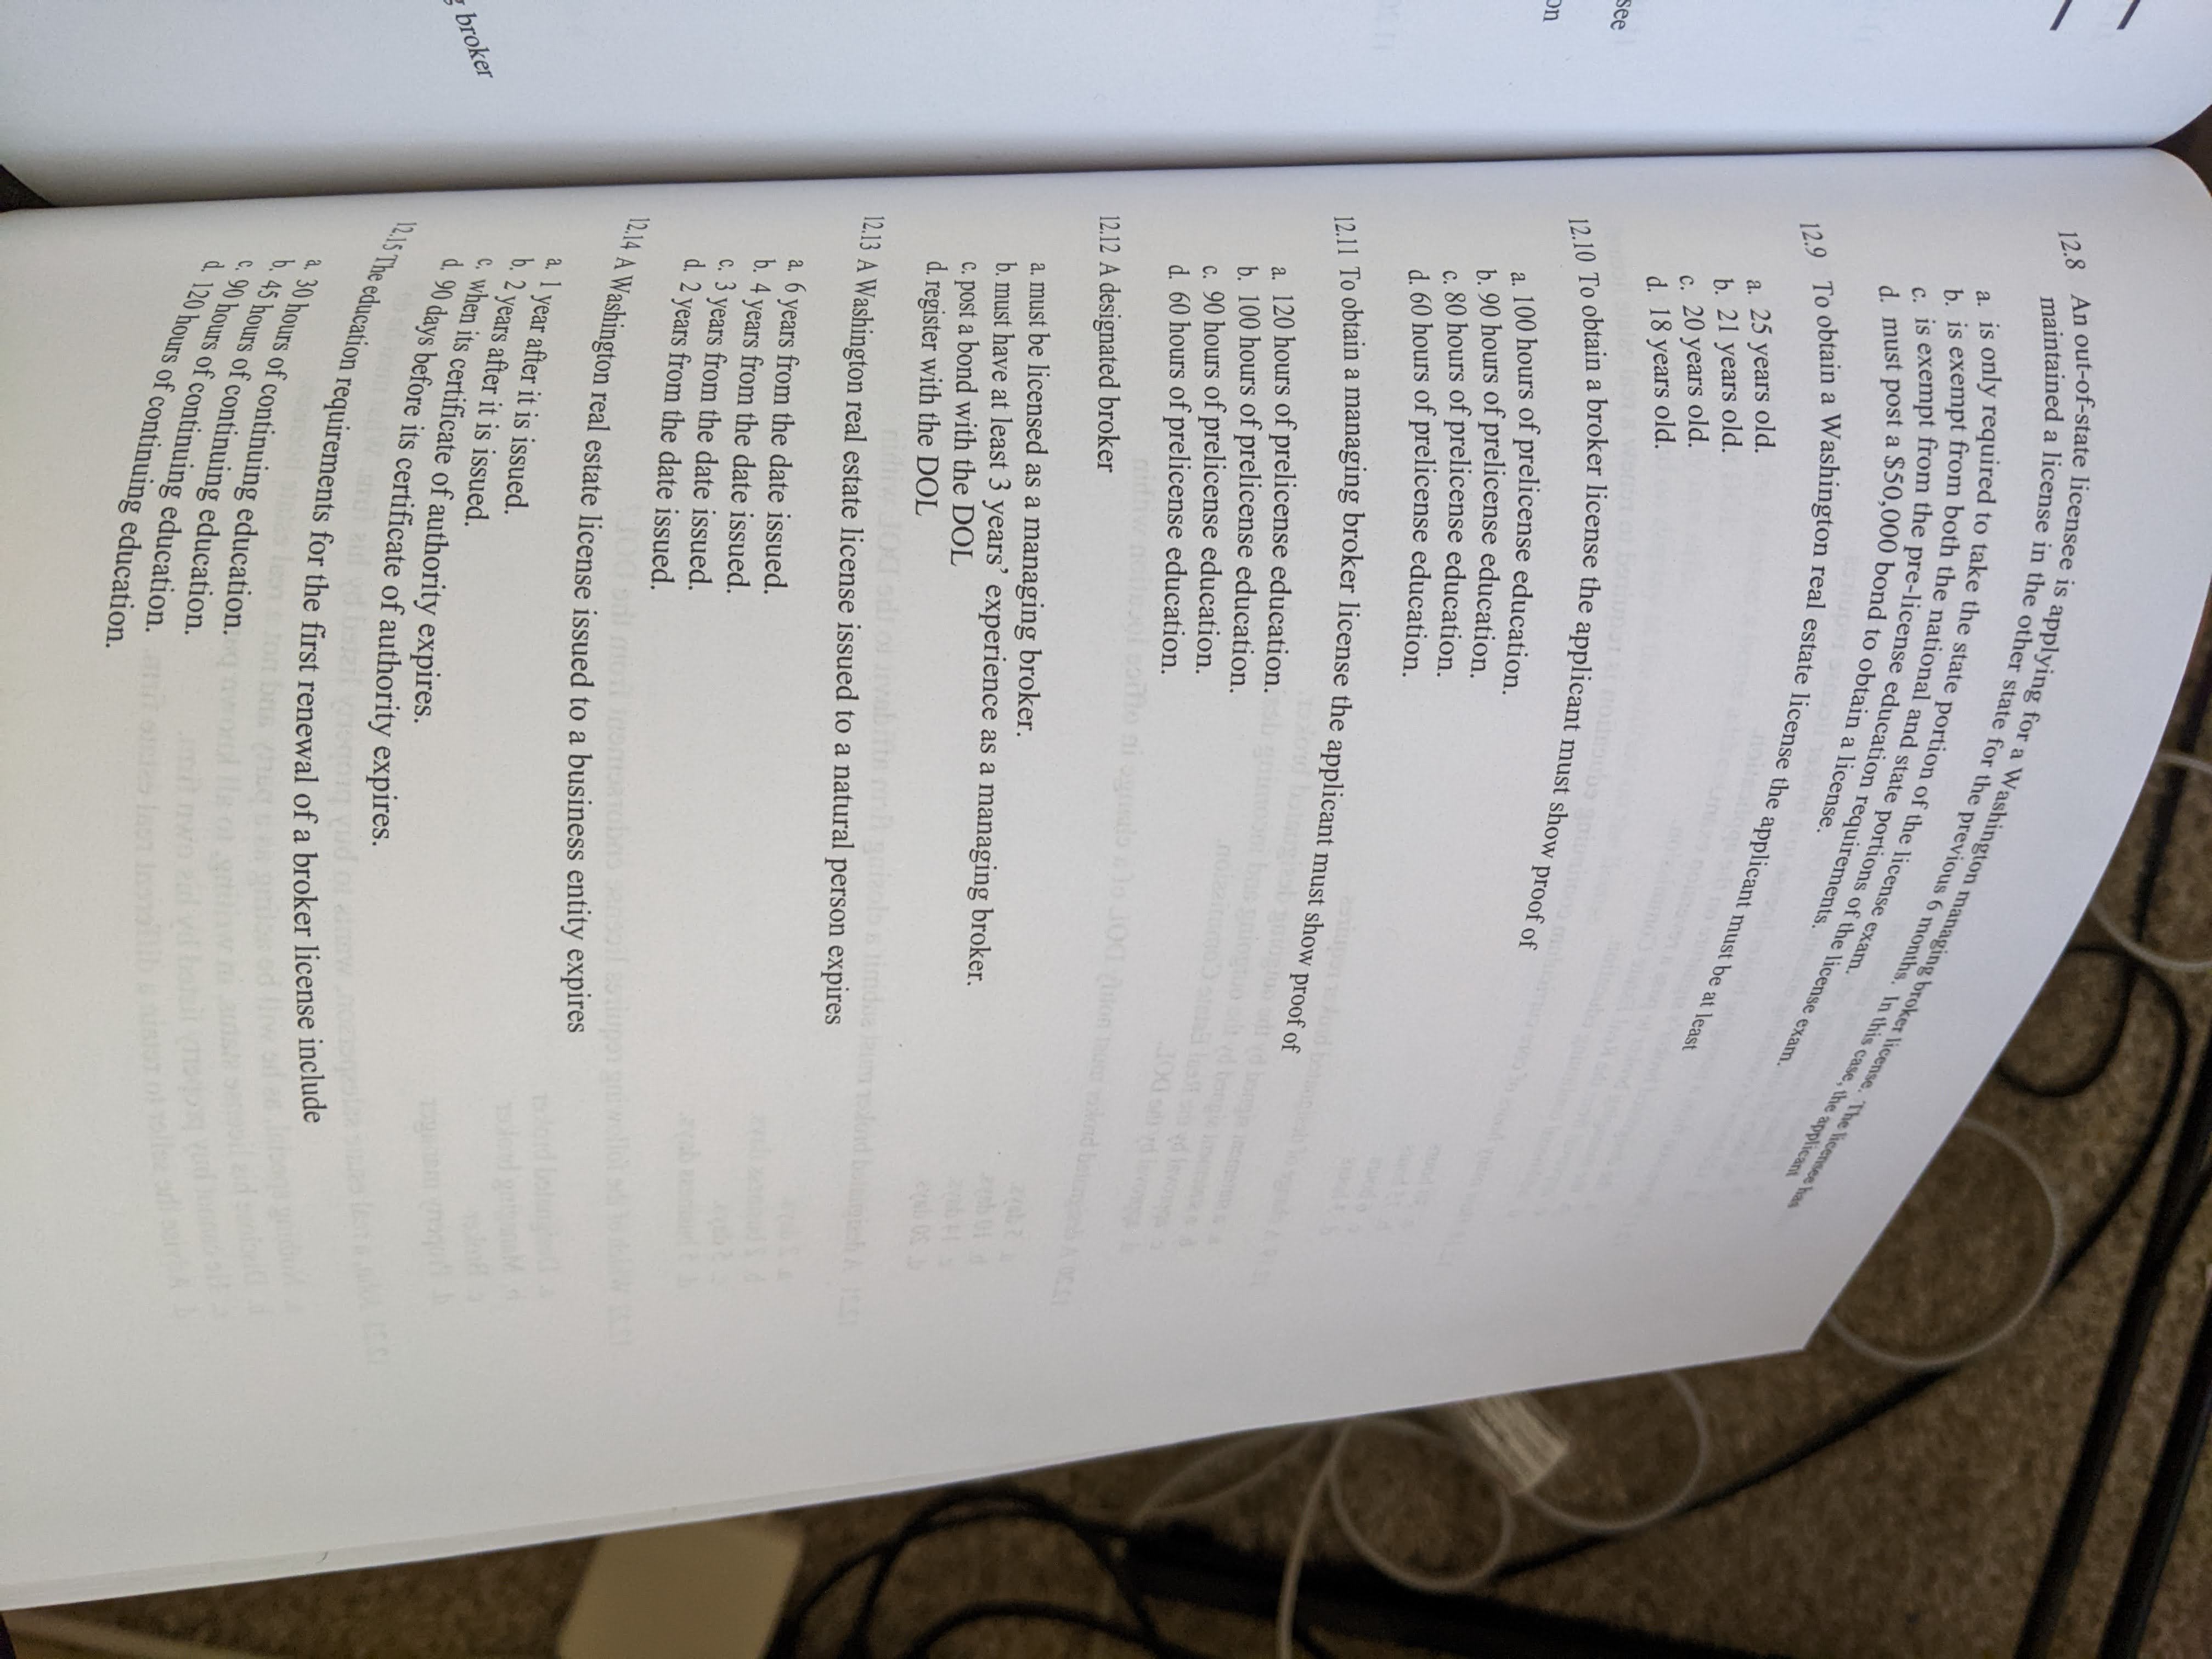 see
on
g broker
12.8 An out-of-state licensee is applying for a Washington managing broker license. The licensee has
maintained a license in the other state for the previous 6 months. In this case, the applicant
a. is only required to take the state portion of the license exam.
b. is exempt from both the national and state portions of the license exam.
c. is exempt from the pre-license education requirements.
d. must post a $50,000 bond to obtain a license.
12.9 To obtain a Washington real estate license the applicant must be at least
a. 25 years old.
b. 21 years old.
c. 20 years old.
d. 18 years old.
12.10 To obtain a broker license the applicant must show proof of
a. 100 hours of prelicense education.
b. 90 hours of prelicense education.
c. 80 hours of prelicense education.
d. 60 hours of prelicense education.
12.11 To obtain a managing broker license the applicant must show proof of
a. 120 hours of prelicense education.
b. 100 hours of prelicense education.
c. 90 hours of prelicense education.
d. 60 hours of prelicense education.
12.12 A designated broker
a. must be licensed as a managing broker.
b. must have at least 3 years' experience as a managing broker.
c. post a bond with the DOL
d. register with the DOL
12.13 A Washington real estate license issued to a natural person expires
a. 6 years from the date issued.
b. 4 years from the date issued.
c. 3 years from the date issued.
d. 2 years from the date issued.
12.14 A Washington real estate license issued to a business entity expires
a. 1 year after it is issued.
b. 2 years after it is issued.
c. when its certificate of authority expires.
d. 90 days before its certificate of authority expires.
12.15 The education requirements for the first renewal of a broker license include
a. 30 hours of continuing education.
b. 45 hours of continuing education.
c. 90 hours of continuing education.
d. 120 hours of continuing education.